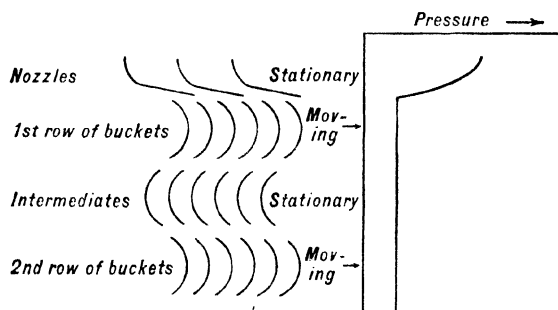 Pressure
Nozzles
Stationary
1st row of buckets
Mov-
ing
Intermediates
Stationary
2nd row of buckets
Mov-
ing